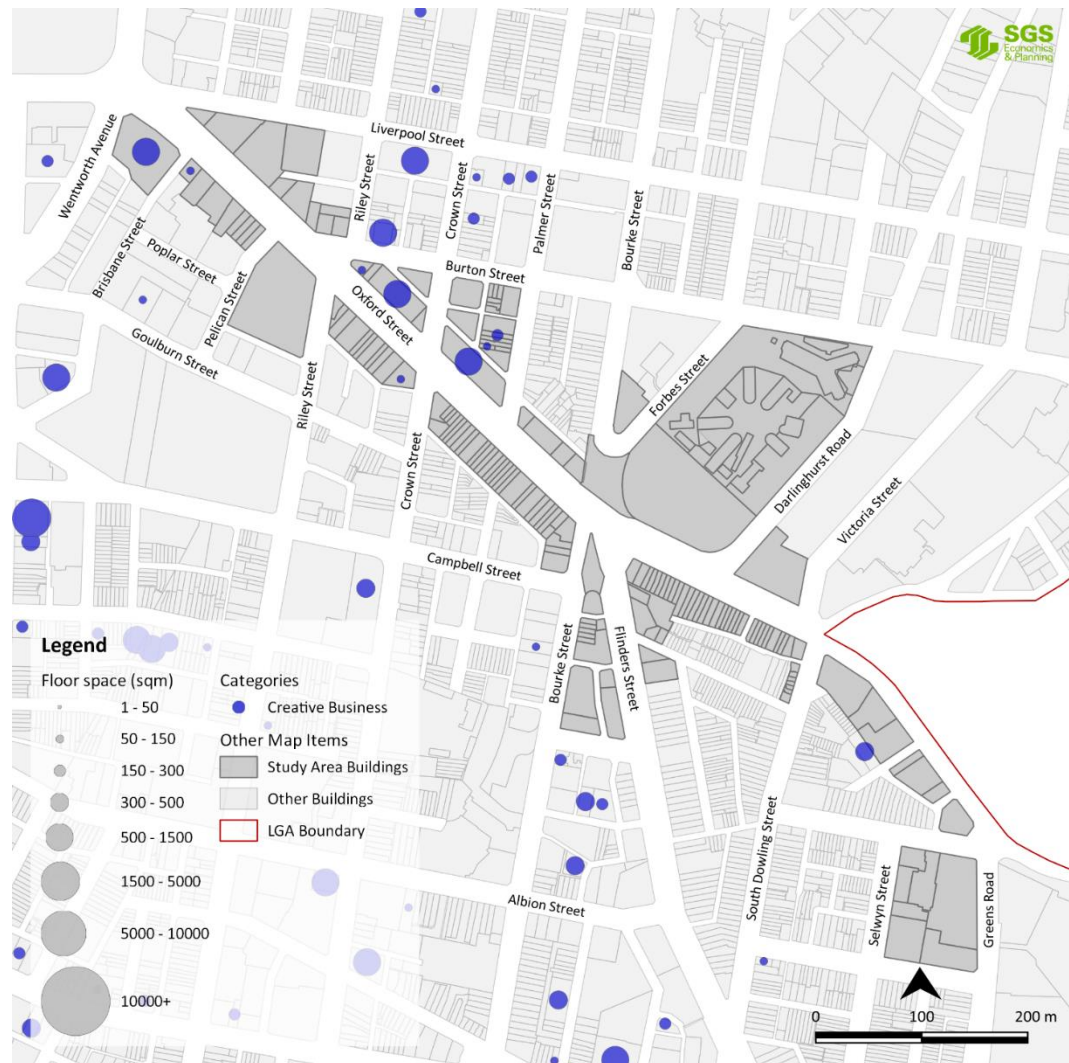 SGS
Economics
& Planning
Liverpool Street
Wentworth Avenue
Riley Street
Crown Street
Palmer Street
Bourke Street
Brisbane Street
Poplar Street
Pelican Street
Burton Street
Oxford Street
Goulburn Street
Riley Street
Forbes Street
Crown Street
Darlinghurst Road
Victoria Street
Campbell Street
Bourke Street
Flinders Street
South Dowling Street
Selwyn Street
Greens Road
Albion Street
Legend
Floor space (sqm)
1 - 50
50 - 150
150 - 300
300 - 500
500 - 1500
1500 - 5000
5000 - 10000
10000+
Categories
Creative Business
Other Map Items
Study Area Buildings
Other Buildings
LGA Boundary
0 100 200 m